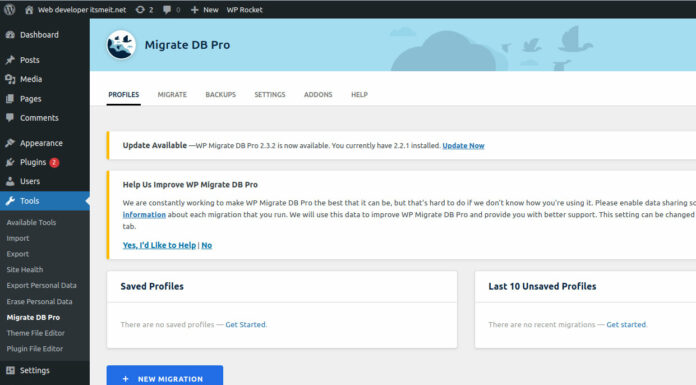 Web developer itsmeit.net 2 0 + New WP Rocket
Dashboard
Posts
Media
Pages
Comments
Appearance
Plugins 2
Users
Tools
Available Tools
Import
Export
Site Health
Export Personal Data
Erase Personal Data
Migrate DB Pro
Theme File Editor
Plugin File Editor
Settings
Migrate DB Pro
PROFILES MIGRATE BACKUPS SETTINGS ADDONS HELP
Update Available —WP Migrate DB Pro 2.3.2 is now available. You currently have 2.2.1 installed. Update Now
Help Us Improve WP Migrate DB Pro
We are constantly working to make WP Migrate DB Pro the best that it can be, but that's hard to do if we don't know how you're using it. Please enable data sharing so
information about each migration that you run. We will use this data to improve WP Migrate DB Pro and provide you with better support. This setting can be changed
tab.
Yes, I'd Like to Help | No
Saved Profiles
There are no saved profiles — Get Started.
Last 10 Unsaved Profiles
There are no recent migrations — Get started.
+ NEW MIGRATION